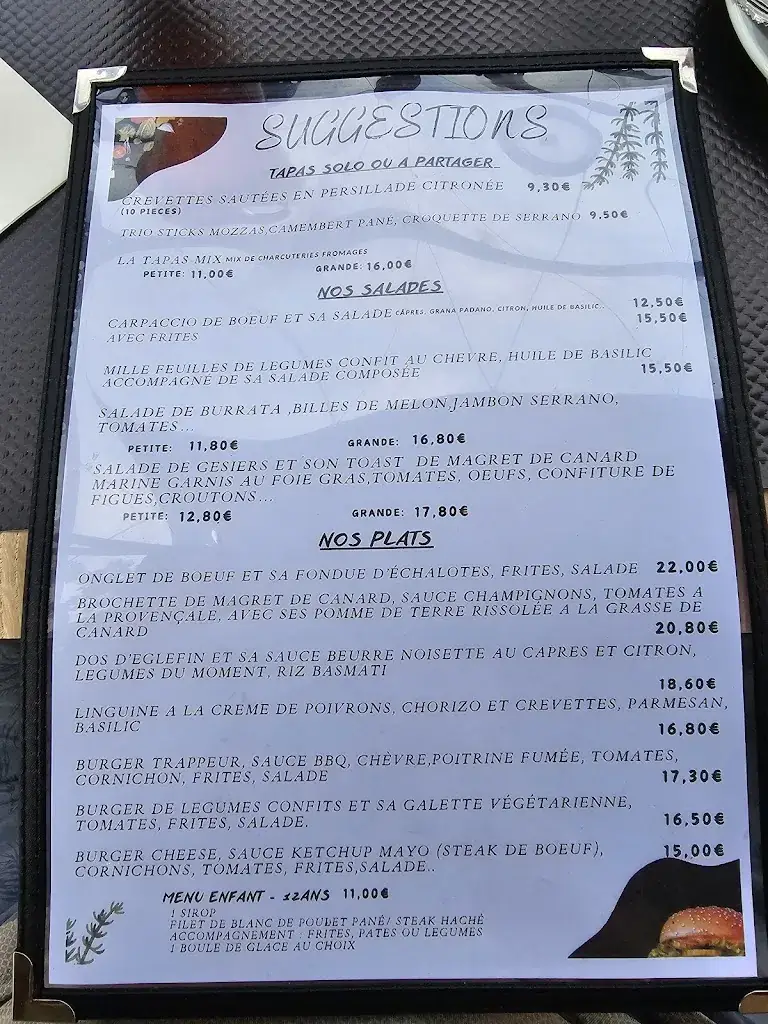 SUGGESTIONS
TAPAS SOLO OU A PARTAGER
CREVETTES SAUTÉES EN PERSILLADE CITRONÉE 9,30€
(10 PIECES)
TRIO STICKS MOZZAS,CAMEMBERT PANÉ, CROQUETTE DE SERRANO 9,50€
LA TAPAS MIX MIX DE CHARCUTERIES FROMAGES
PETITE: 11,00€ GRANDE: 16,00€
NOS SALADES
CARPACCIO DE BOEUF ET SA SALADE CÂPRES, GRANA PADANO, CITRON, HUILE DE BASILIC.. 12,50€
AVEC FRITES 15,50€
MILLE FEUILLES DE LEGUMES CONFIT AU CHEVRE, HUILE DE BASILIC
ACCOMPAGNE DE SA SALADE COMPOSÉE 15,50€
SALADE DE BURRATA ,BILLES DE MELON,JAMBON SERRANO,
TOMATES...
PETITE: 11,80€ GRANDE: 16,80€
SALADE DE GESIERS ET SON TOAST DE MAGRET DE CANARD
MARINE GARNIS AU FOIE GRAS,TOMATES, OEUFS, CONFITURE DE
FIGUES,CROUTONS...
PETITE: 12,80€ GRANDE: 17,80€
NOS PLATS
ONGLET DE BOEUF ET SA FONDUE D'ÉCHALOTES, FRITES, SALADE 22,00€
BROCHETTE DE MAGRET DE CANARD, SAUCE CHAMPIGNONS, TOMATES A
LA PROVENÇALE, AVEC SES POMME DE TERRE RISSOLÉE A LA GRASSE DE
CANARD 20,80€
DOS D'EGLEFIN ET SA SAUCE BEURRE NOISETTE AU CAPRES ET CITRON,
LEGUMES DU MOMENT, RIZ BASMATI
18,60€
LINGUINE A LA CREME DE POIVRONS, CHORIZO ET CREVETTES, PARMESAN,
BASILIC 16,80€
BURGER TRAPPEUR, SAUCE BBQ, CHÈVRE,POITRINE FUMÉE, TOMATES,
CORNICHON, FRITES, SALADE 17,30€
BURGER DE LEGUMES CONFITS ET SA GALETTE VÉGÉTARIENNE,
TOMATES, FRITES, SALADE. 16,50€
BURGER CHEESE, SAUCE KETCHUP MAYO (STEAK DE BOEUF), 15,00€
CORNICHONS, TOMATES, FRITES,SALADE..
MENU ENFANT - 12ANS 11,00€
1 SIROP
FILET DE BLANC DE POULET PANÉ/ STEAK HACHÉ
ACCOMPAGNEMENT : FRITES, PATES OU LEGUMES
1 BOULE DE GLACE AU CHOIX